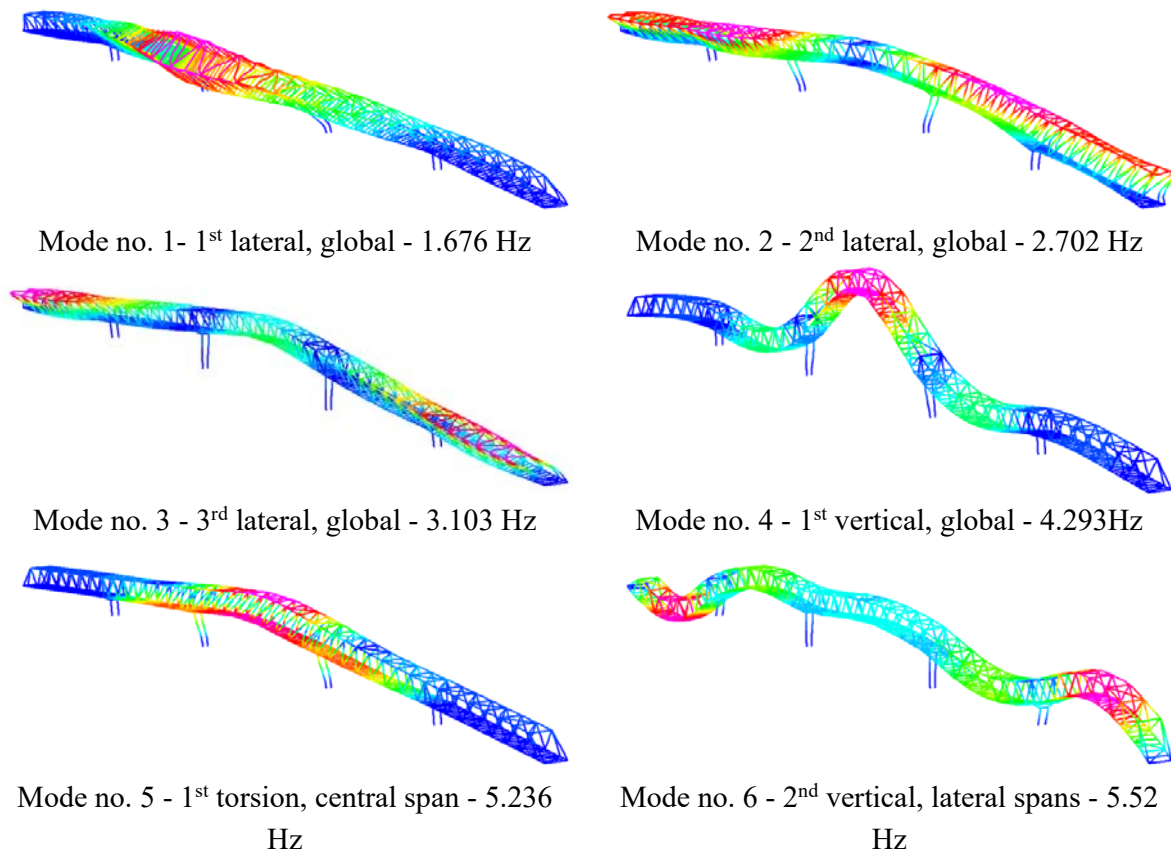 Mode no. 1- 1st lateral, global - 1.676 Hz
Mode no. 2 - 2nd lateral, global - 2.702 Hz
Mode no. 3 - 3rd lateral, global - 3.103 Hz
Mode no. 4 - 1st vertical, global - 4.293Hz
Mode no. 5 - 1st torsion, central span - 5.236
Hz
Mode no. 6 - 2nd vertical, lateral spans - 5.52
Hz